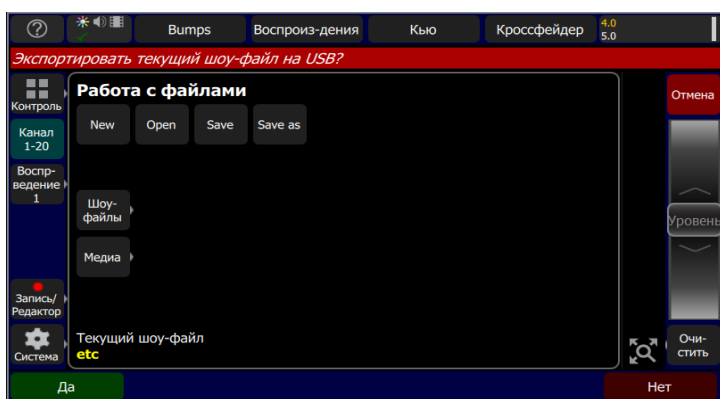 ?
Bumps
Воспроиз-дения
Кью
Кроссфейдер
4.0
5.0
Экспортировать текущий шоу-файл на USB?
Контроль
Канал
1-20
Воспр-
ведение
1
Запись/
Редактор
Система
Работа с файлами
New
Open
Save
Save as
Шоу-
файлы
Медиа
Текущий шоу-файл
etc
Отмена
Уровень
Очи-
стить
Да
Нет